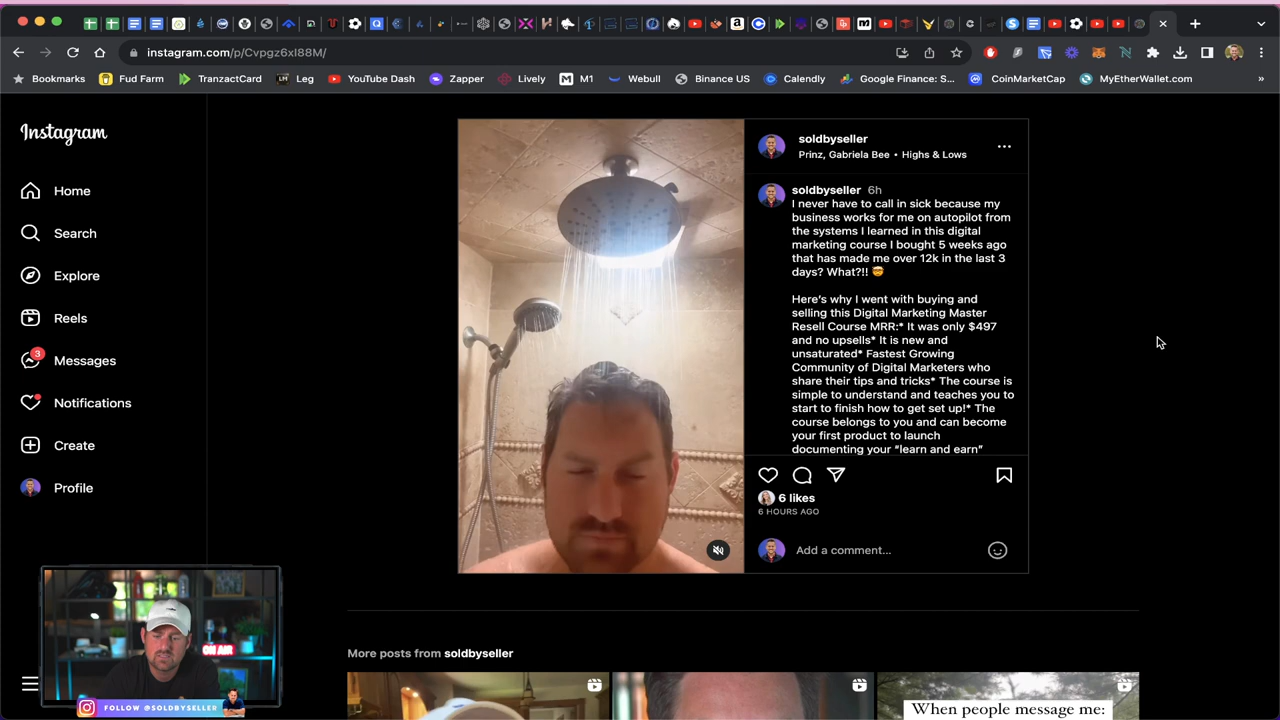 instagram.com/p/Cvpgz6xI88M/
Bookmarks
Fud Farm
TranzactCard
Leg
YouTube Dash
Zapper
Lively
M1
Webull
Binance US
Calendly
Google Finance: S...
CoinMarketCap
MyEtherWallet.com
»
Instagram
Home
Search
Explore
Reels
3
Messages
Notifications
Create
Profile
soldbyseller
Prinz, Gabriela Bee • Highs & Lows
soldbyseller 6h
I never have to call in sick because my
business works for me on autopilot from
the systems I learned in this digital
marketing course I bought 5 weeks ago
that has made me over 12k in the last 3
days? What?!! 🤯
Here's why I went with buying and
selling this Digital Marketing Master
Resell Course MRR:* It was only $497
and no upsells* It is new and
unsaturated* Fastest Growing
Community of Digital Marketers who
share their tips and tricks* The course is
simple to understand and teaches you to
start to finish how to get set up!* The
course belongs to you and can become
your first product to launch
documenting your "learn and earn"
6 likes
6 HOURS AGO
Add a comment...
More posts from soldbyseller
When people message me:
ON AIR
FOLLOW @SOLDBYSELLER